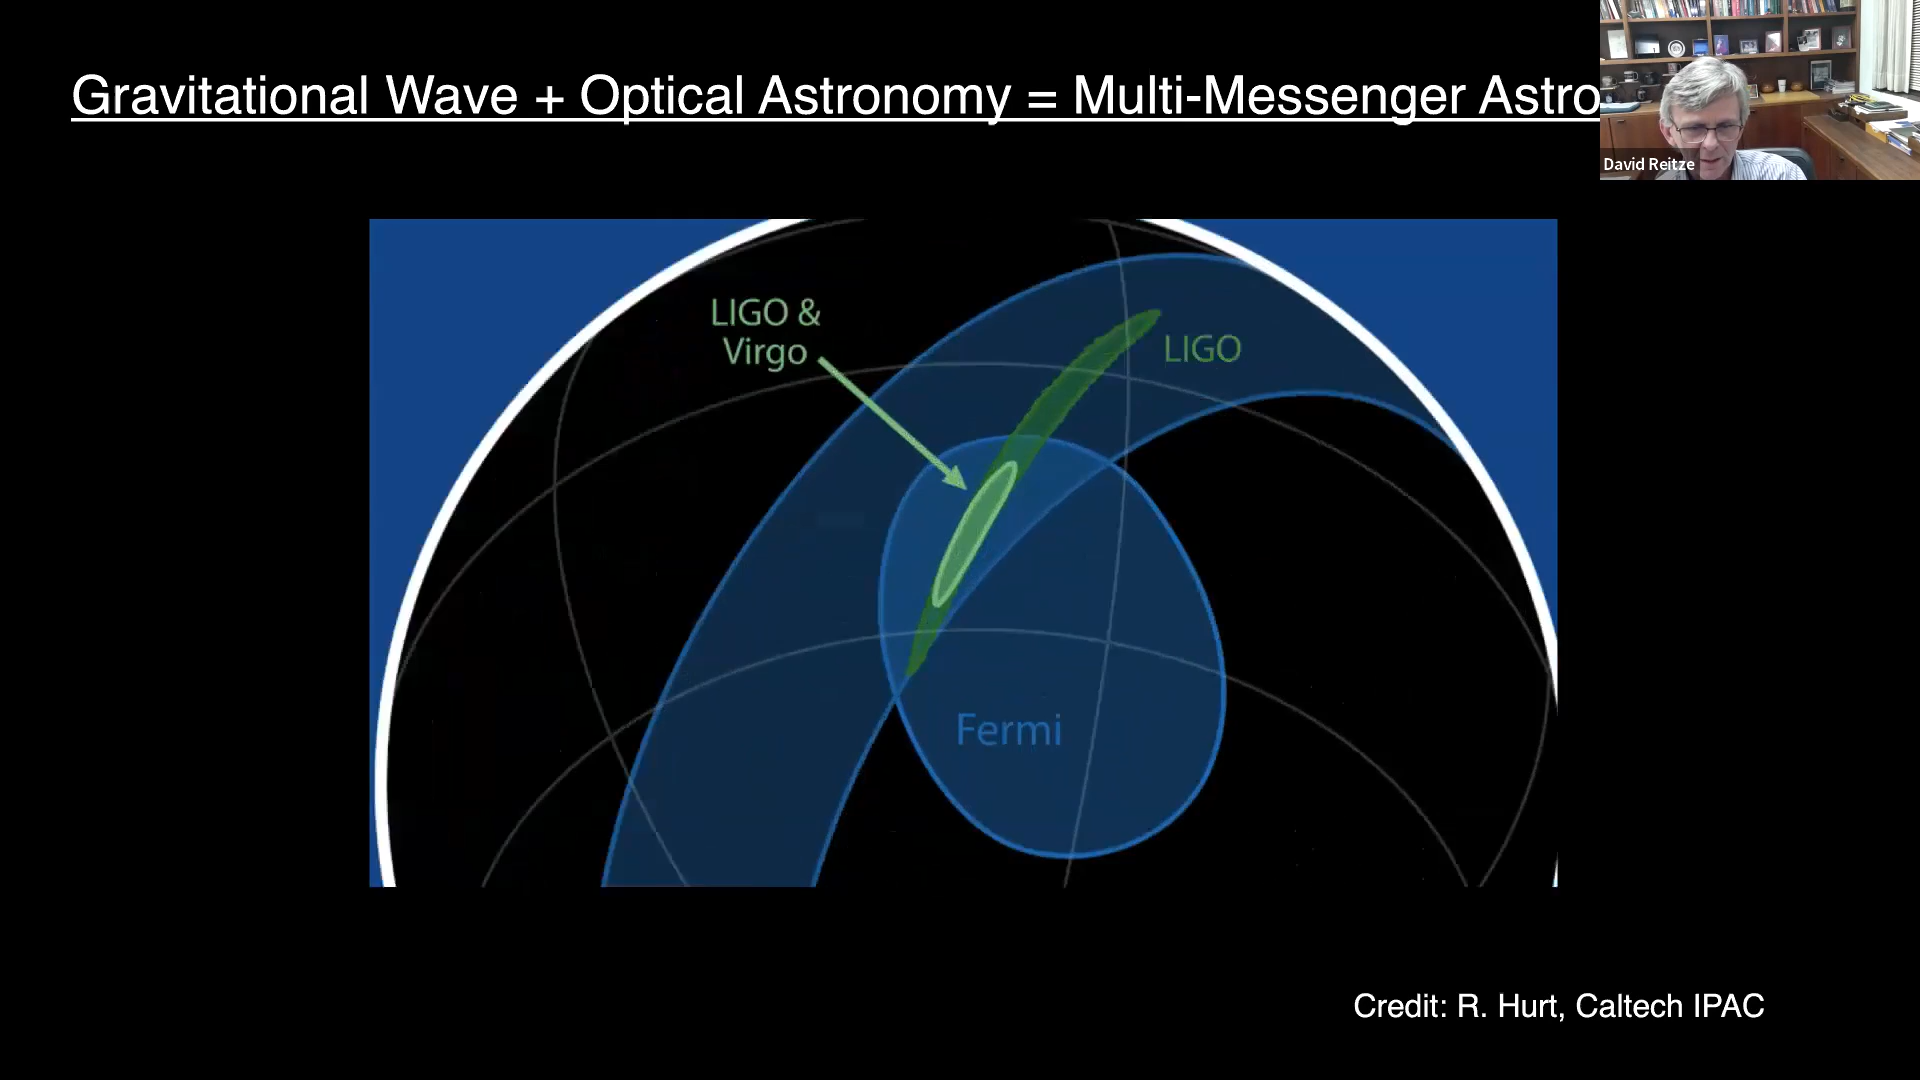 Gravitational Wave + Optical Astronomy = Multi-Messenger Astro
David Reitze
LIGO &
Virgo
LIGO
Fermi
Credit: R. Hurt, Caltech IPAC